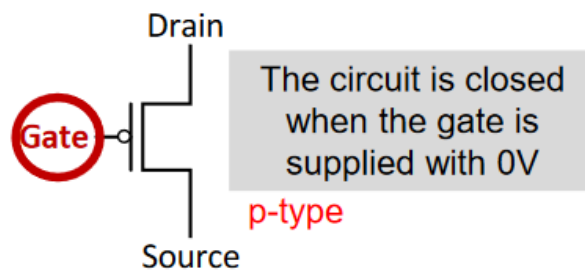 Drain
Gate
The circuit is closed
when the gate is
supplied with 0V
p-type
Source